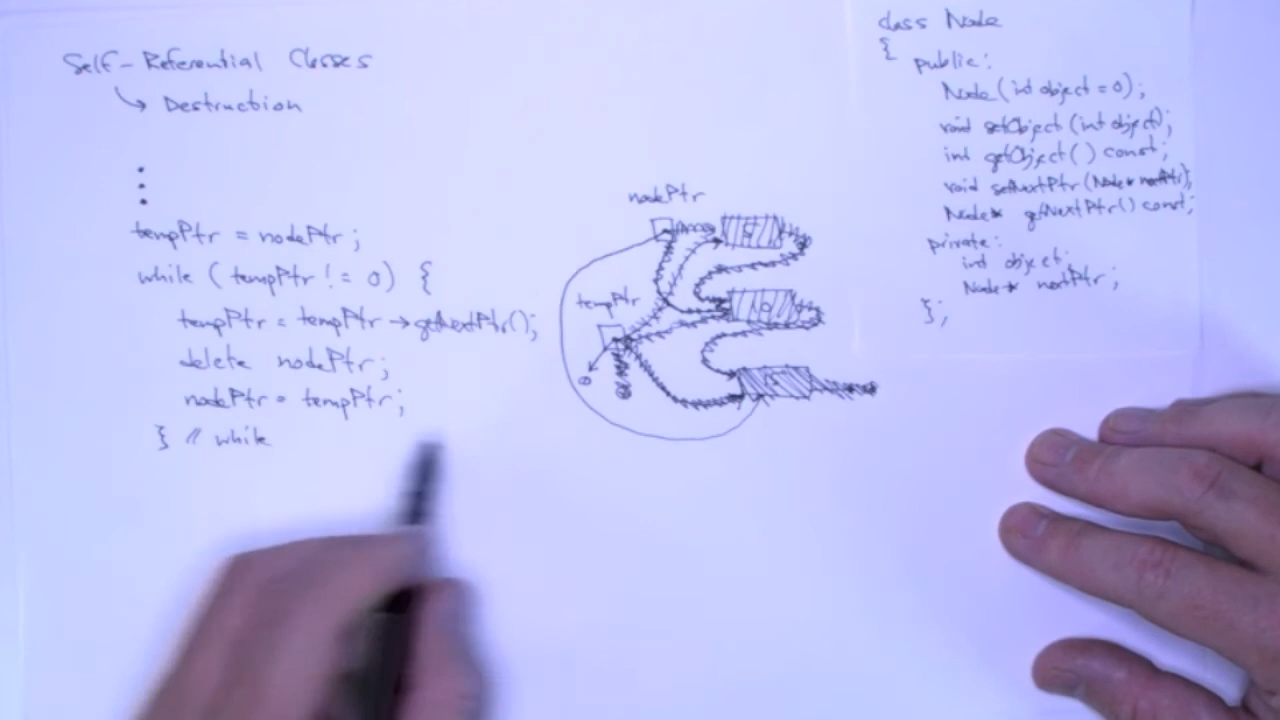 Self-Referential Classes
↳ Destruction
tempPtr = nodePtr;
while ( tempPtr != 0) {
tempPtr = tempPtr → getNextPtr();
delete nodePtr;
nodePtr = tempPtr;
} // while
nodePtr
tempPtr
class Node
{
public:
Node(int object = 0);
void setObject(int object);
int getObject() const;
void setNextPtr(Node* nextPtr);
Node* getNextPtr() const;
private:
int object;
Node* nextPtr;
};